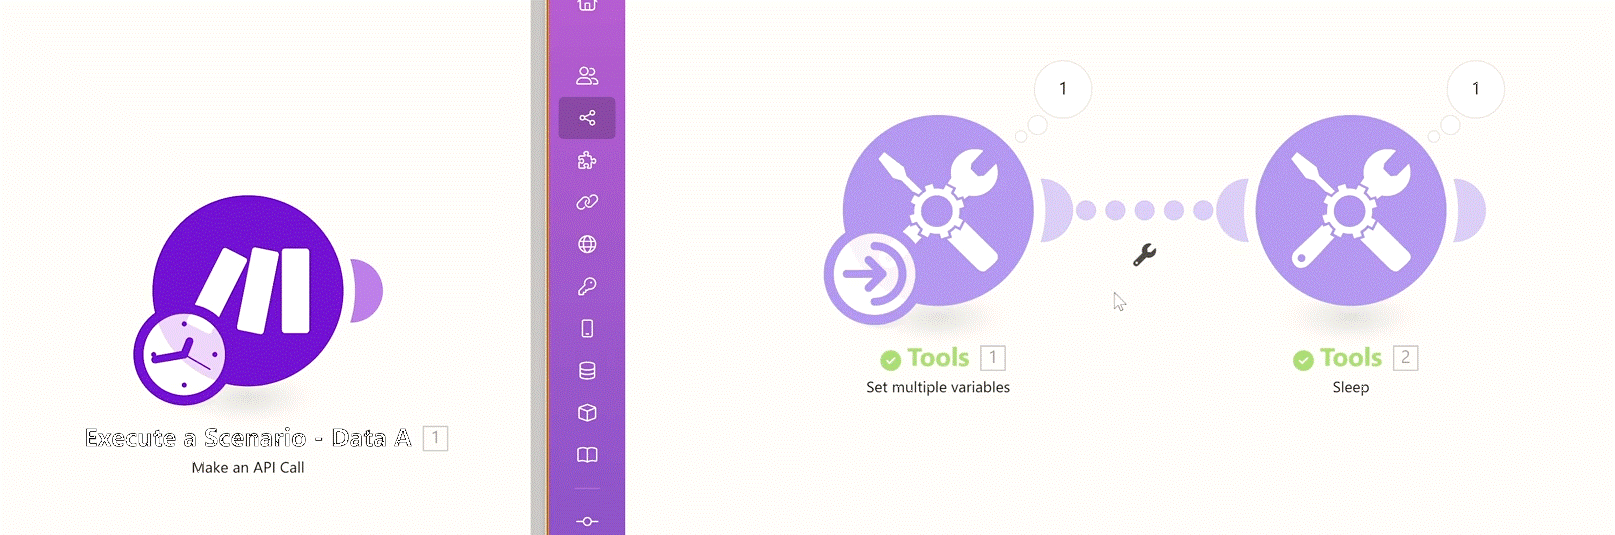 Execute a Scenario - Data A 1
Make an API Call
1
Tools 1
Set multiple variables
1
Tools 2
Sleep